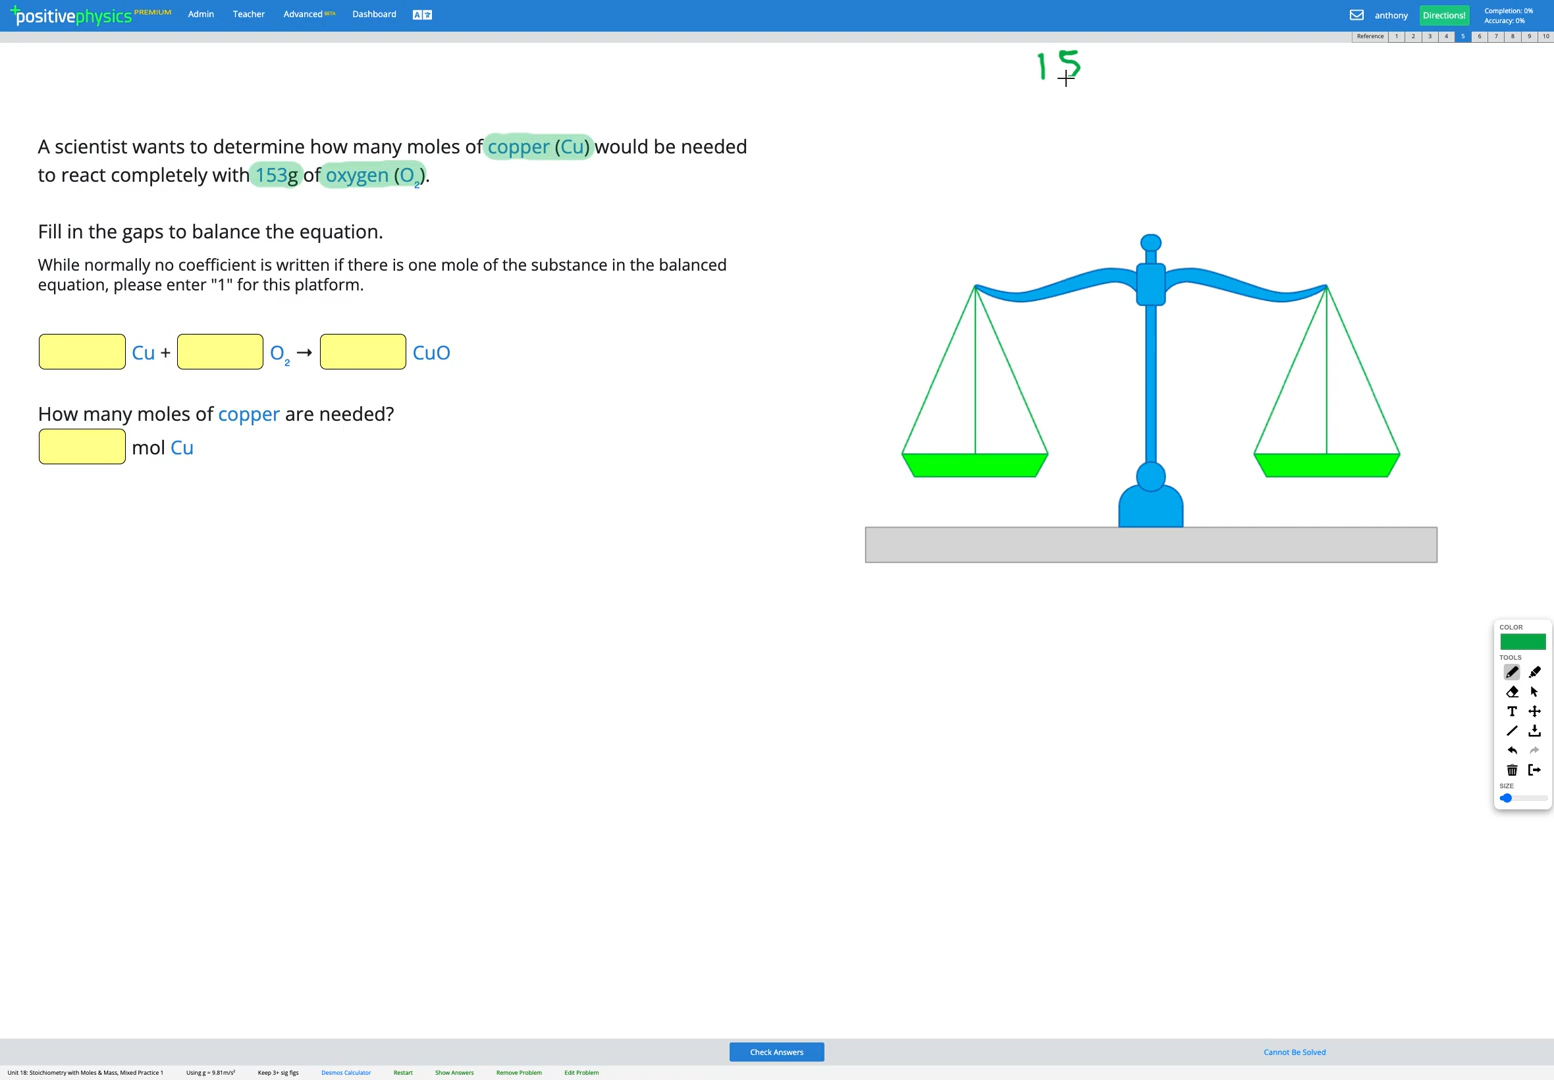 +positivephysics PREMIUM Admin Teacher Advanced BETA Dashboard A anthony Directions! Completion: 0%
Accuracy: 0%
Reference 1 2 3 4 5 6 7 8 9 10
15
A scientist wants to determine how many moles of copper (Cu) would be needed
to react completely with 153g of oxygen (O₂).
Fill in the gaps to balance the equation.
While normally no coefficient is written if there is one mole of the substance in the balanced
equation, please enter "1" for this platform.
Cu + O₂ → CuO
How many moles of copper are needed?
mol Cu
COLOR
TOOLS
T
SIZE
Check Answers Cannot Be Solved
Unit 18: Stoichiometry with Moles & Mass, Mixed Practice 1 Using g = 9.81m/s² Keep 3+ sig figs Desmos Calculator Restart Show Answers Remove Problem Edit Problem